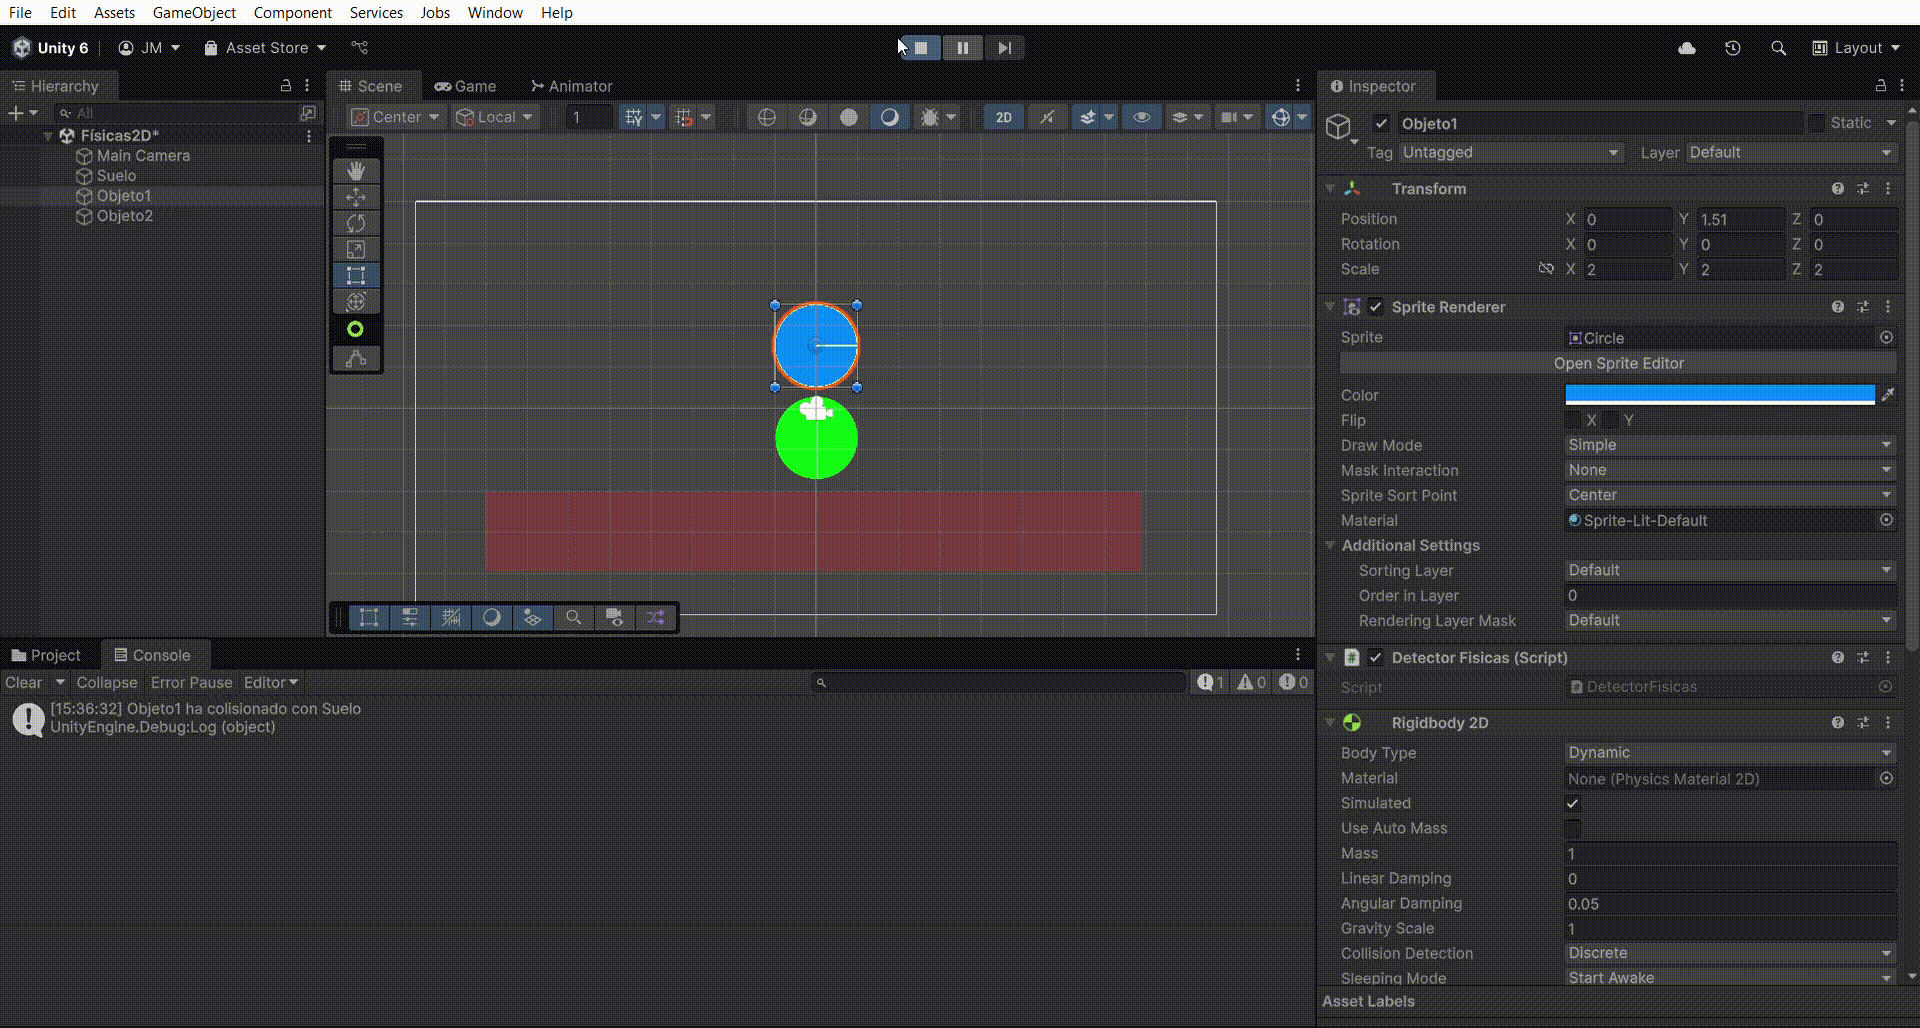 File Edit Assets GameObject Component Services Jobs Window Help
Unity 6 JM Asset Store Layout
Hierarchy
All
Físicas2D*
Main Camera
Suelo
Objeto1
Objeto2
Scene Game Animator
Center Local 1 2D
Inspector
Objeto1 Static
Tag Untagged Layer Default
Transform
Position X 0 Y 1.51 Z 0
Rotation X 0 Y 0 Z 0
Scale X 2 Y 2 Z 2
Sprite Renderer
Sprite Circle
Open Sprite Editor
Color
Flip X Y
Draw Mode Simple
Mask Interaction None
Sprite Sort Point Center
Material Sprite-Lit-Default
Additional Settings
Sorting Layer Default
Order in Layer 0
Rendering Layer Mask Default
Detector Fisicas (Script)
Script DetectorFisicas
Rigidbody 2D
Body Type Dynamic
Material None (Physics Material 2D)
Simulated
Use Auto Mass
Mass 1
Linear Damping 0
Angular Damping 0.05
Gravity Scale 1
Collision Detection Discrete
Sleeping Mode Start Awake
Asset Labels
Project Console
Clear Collapse Error Pause Editor 1 0 0
[15:36:32] Objeto1 ha colisionado con Suelo
UnityEngine.Debug:Log (object)